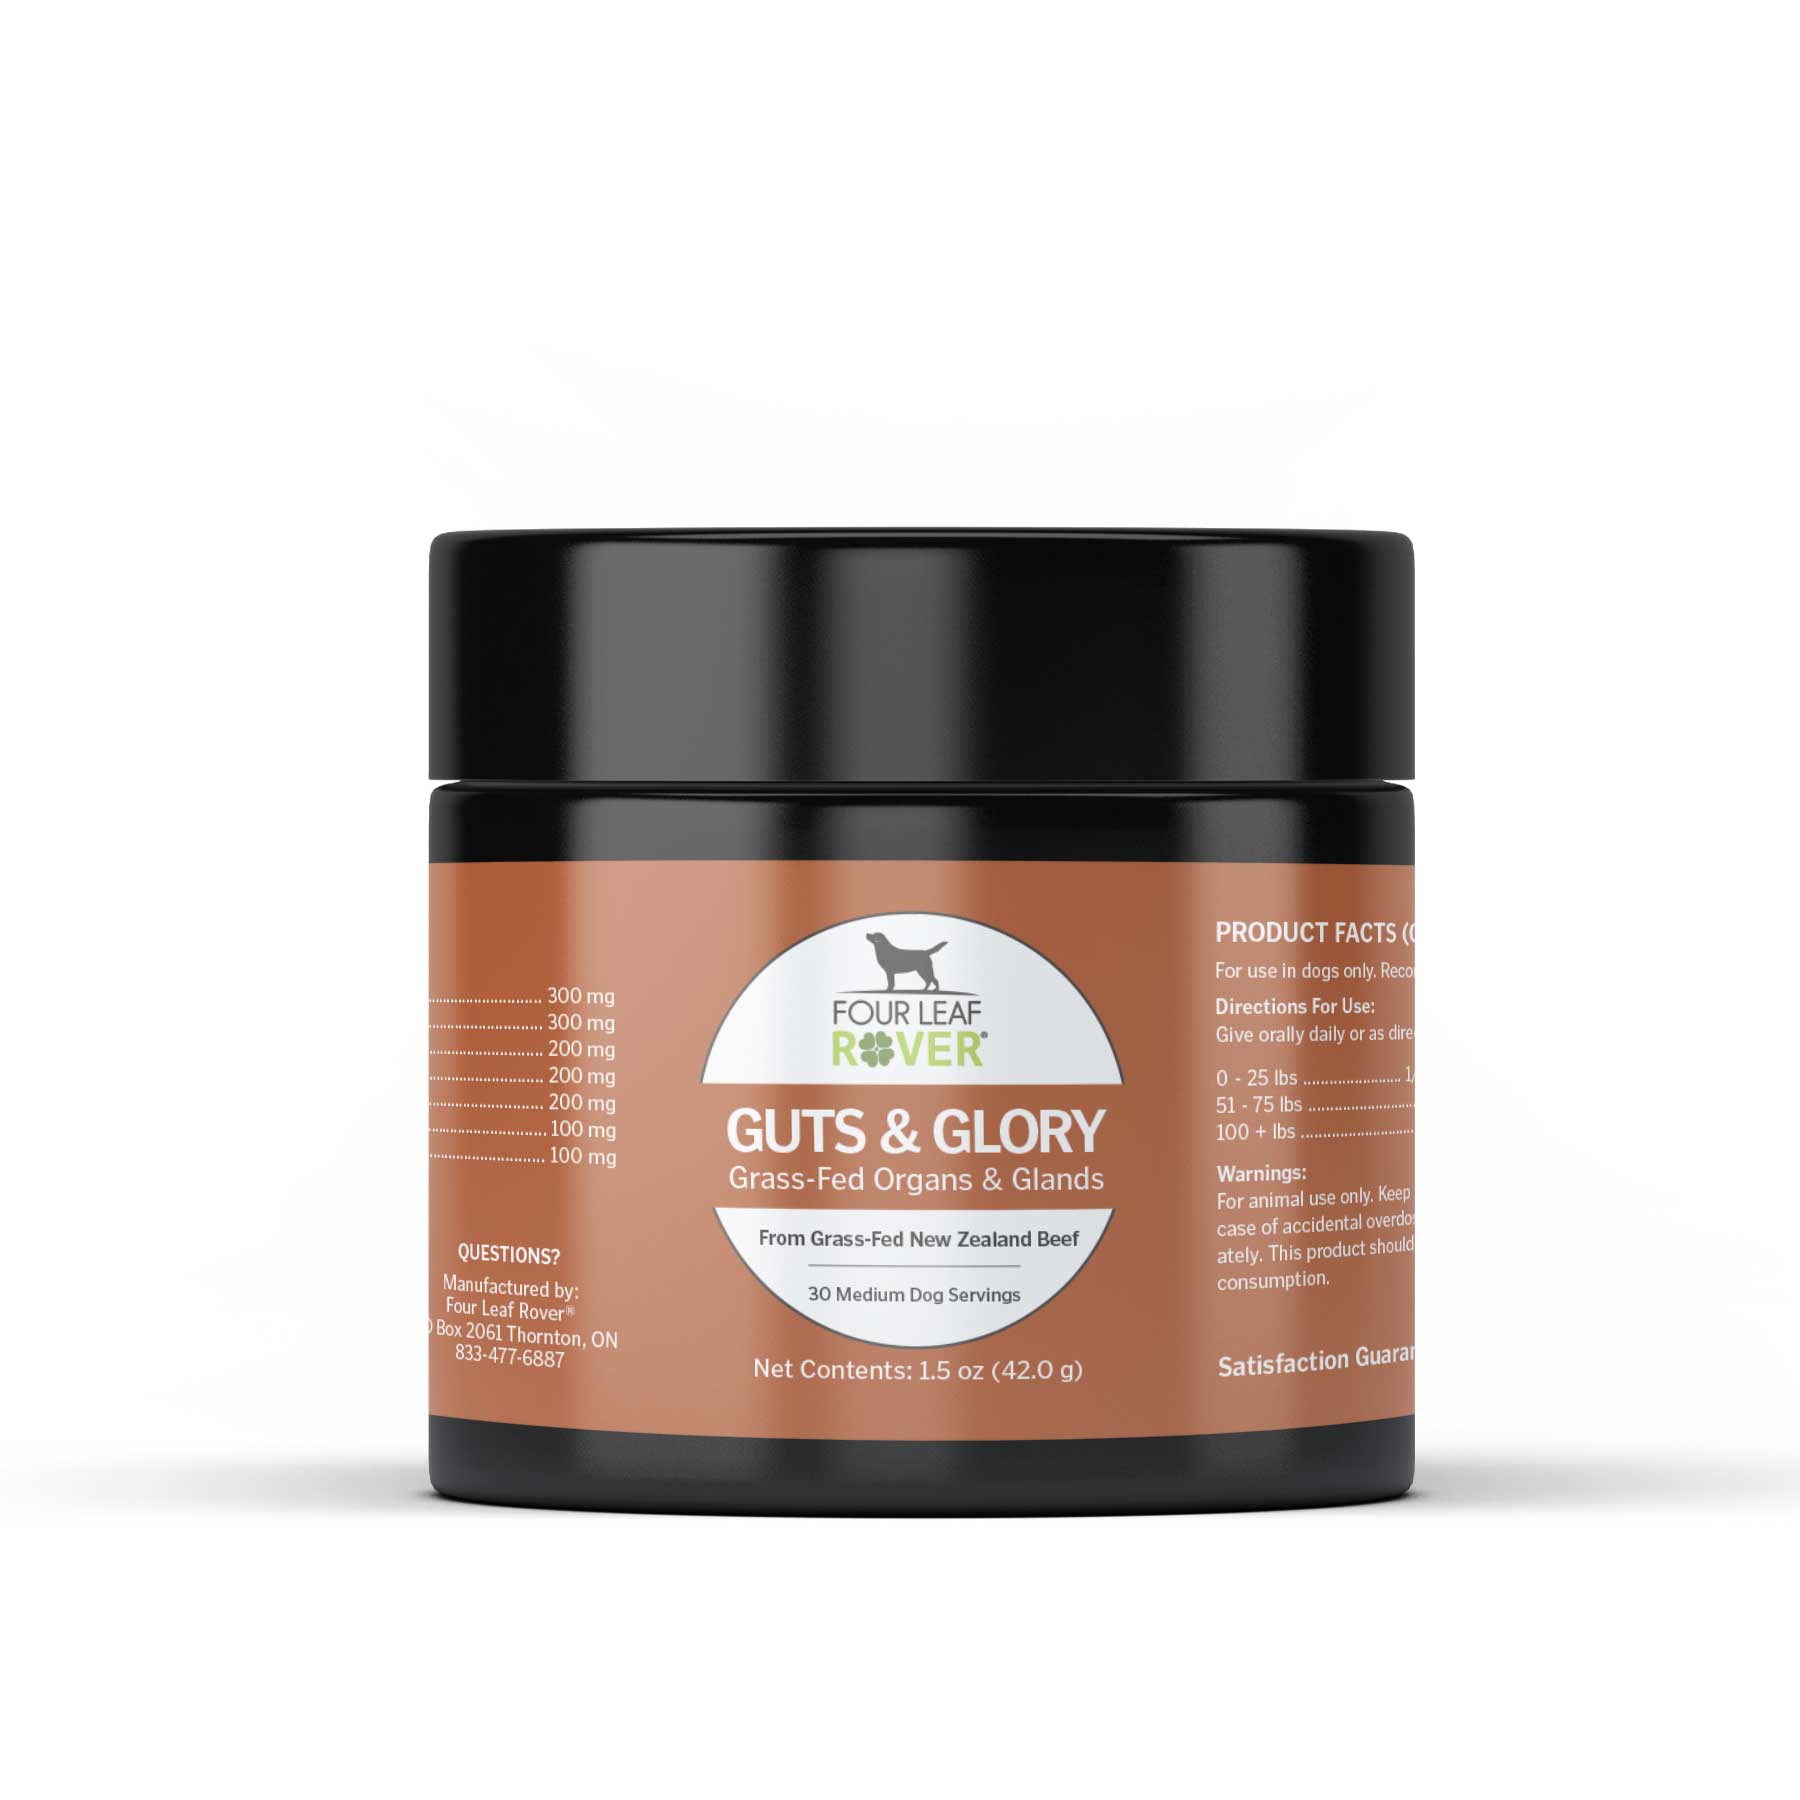 ........................... 300 mg
........................... 300 mg
........................... 200 mg
........................... 200 mg
........................... 200 mg
............................ 100 mg
............................ 100 mg
QUESTIONS?
Manufactured by:
Four Leaf Rover®
Box 2061 Thornton, ON
833-477-6887
FOUR LEAF
ROVER®
GUTS & GLORY
Grass-Fed Organs & Glands
From Grass-Fed New Zealand Beef
30 Medium Dog Servings
Net Contents: 1.5 oz (42.0 g)
PRODUCT FACTS
For use in dogs only.
Directions For Use:
Give orally daily or as
0 - 25 lbs .......................
51 - 75 lbs .........................
100 + lbs ...........................
Warnings:
For animal use only. Keep
case of accidental
ately. This product should
consumption.
Satisfaction